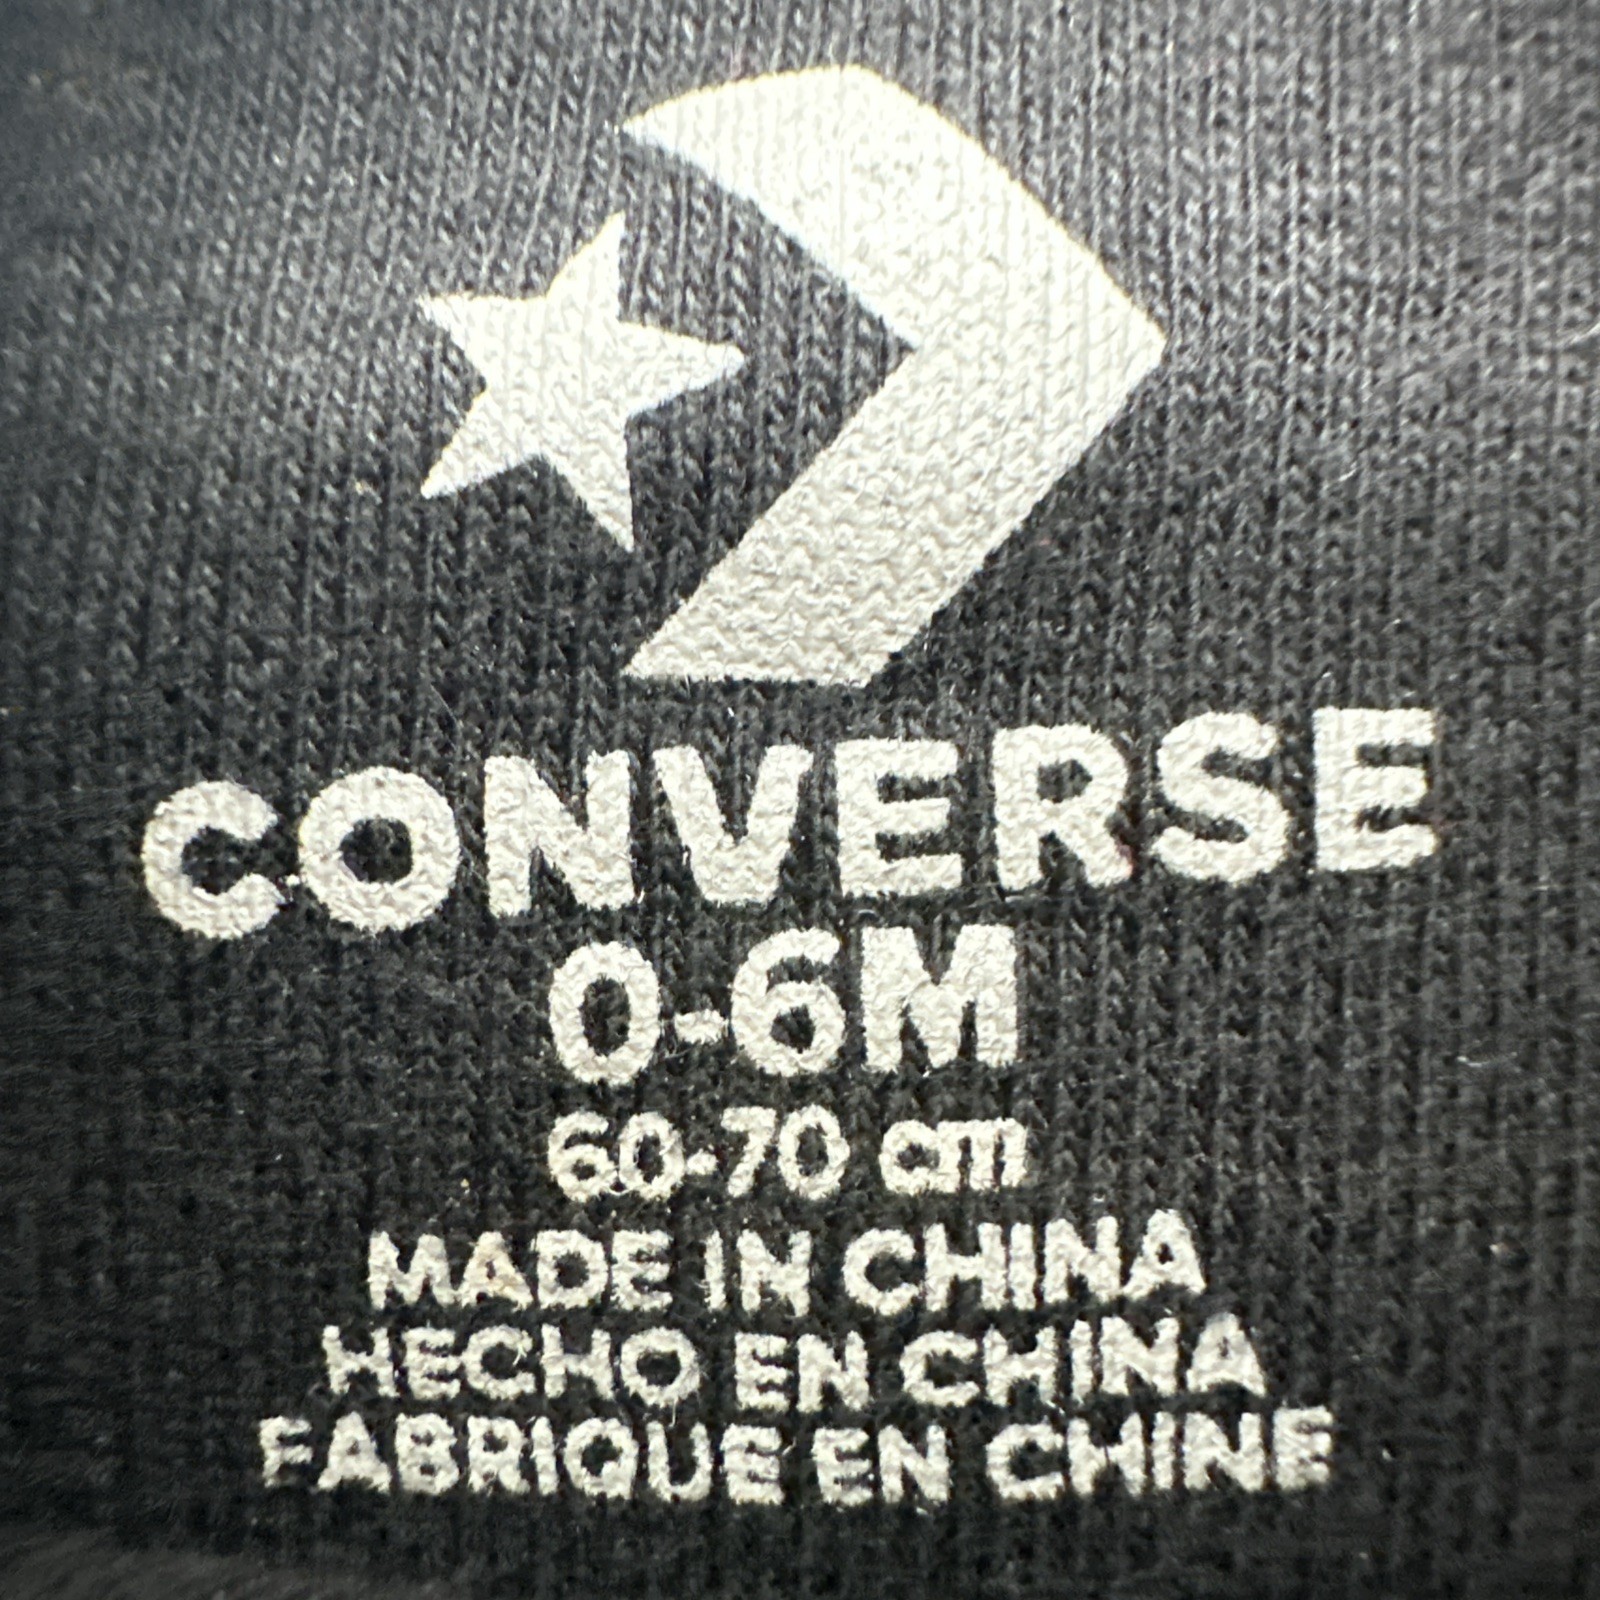 CONVERSE
0-6M
60-70 cm
MADE IN CHINA
HECHO EN CHINA
FABRIQUE EN CHINE